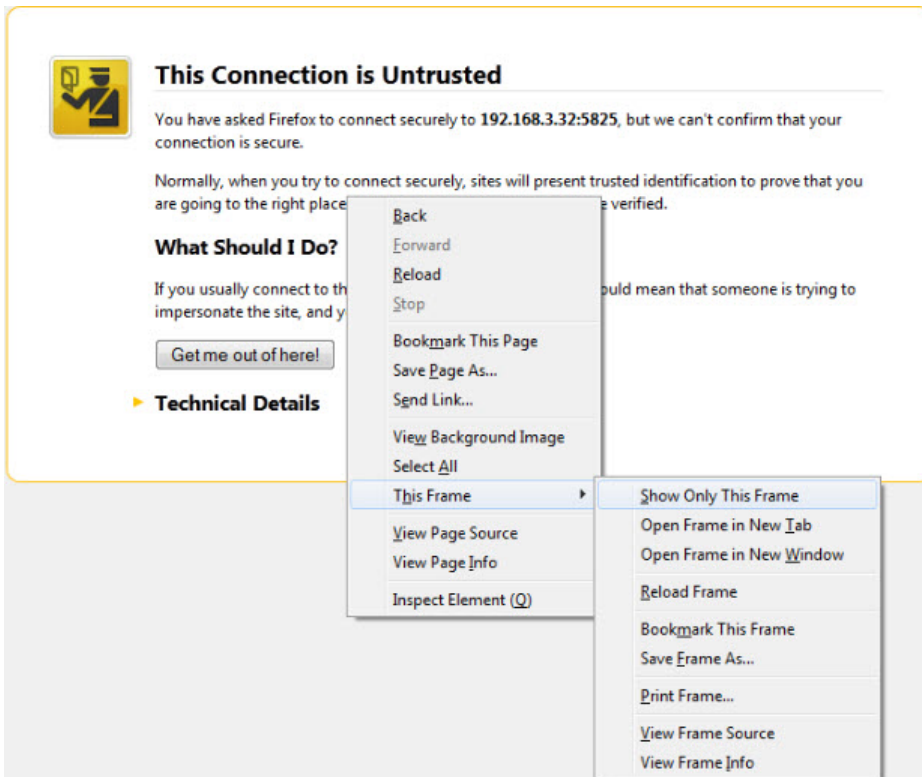 This Connection is Untrusted
You have asked Firefox to connect securely to 192.168.3.32:5825, but we can't confirm that your
connection is secure.
Normally, when you try to connect securely, sites will present trusted identification to prove that you
are going to the right place
verified.
What Should I Do?
If you usually connect to
mean that someone is trying to
impersonate the site, and
Get me out of here!
Technical Details
Back
Forward
Reload
Stop
Bookmark This Page
Save Page As...
Send Link...
View Background Image
Select All
This Frame
View Page Source
View Page Info
Inspect Element (Q)
Show Only This Frame
Open Frame in New Tab
Open Frame in New Window
Reload Frame
Bookmark This Frame
Save Frame As...
Print Frame...
View Frame Source
View Frame Info